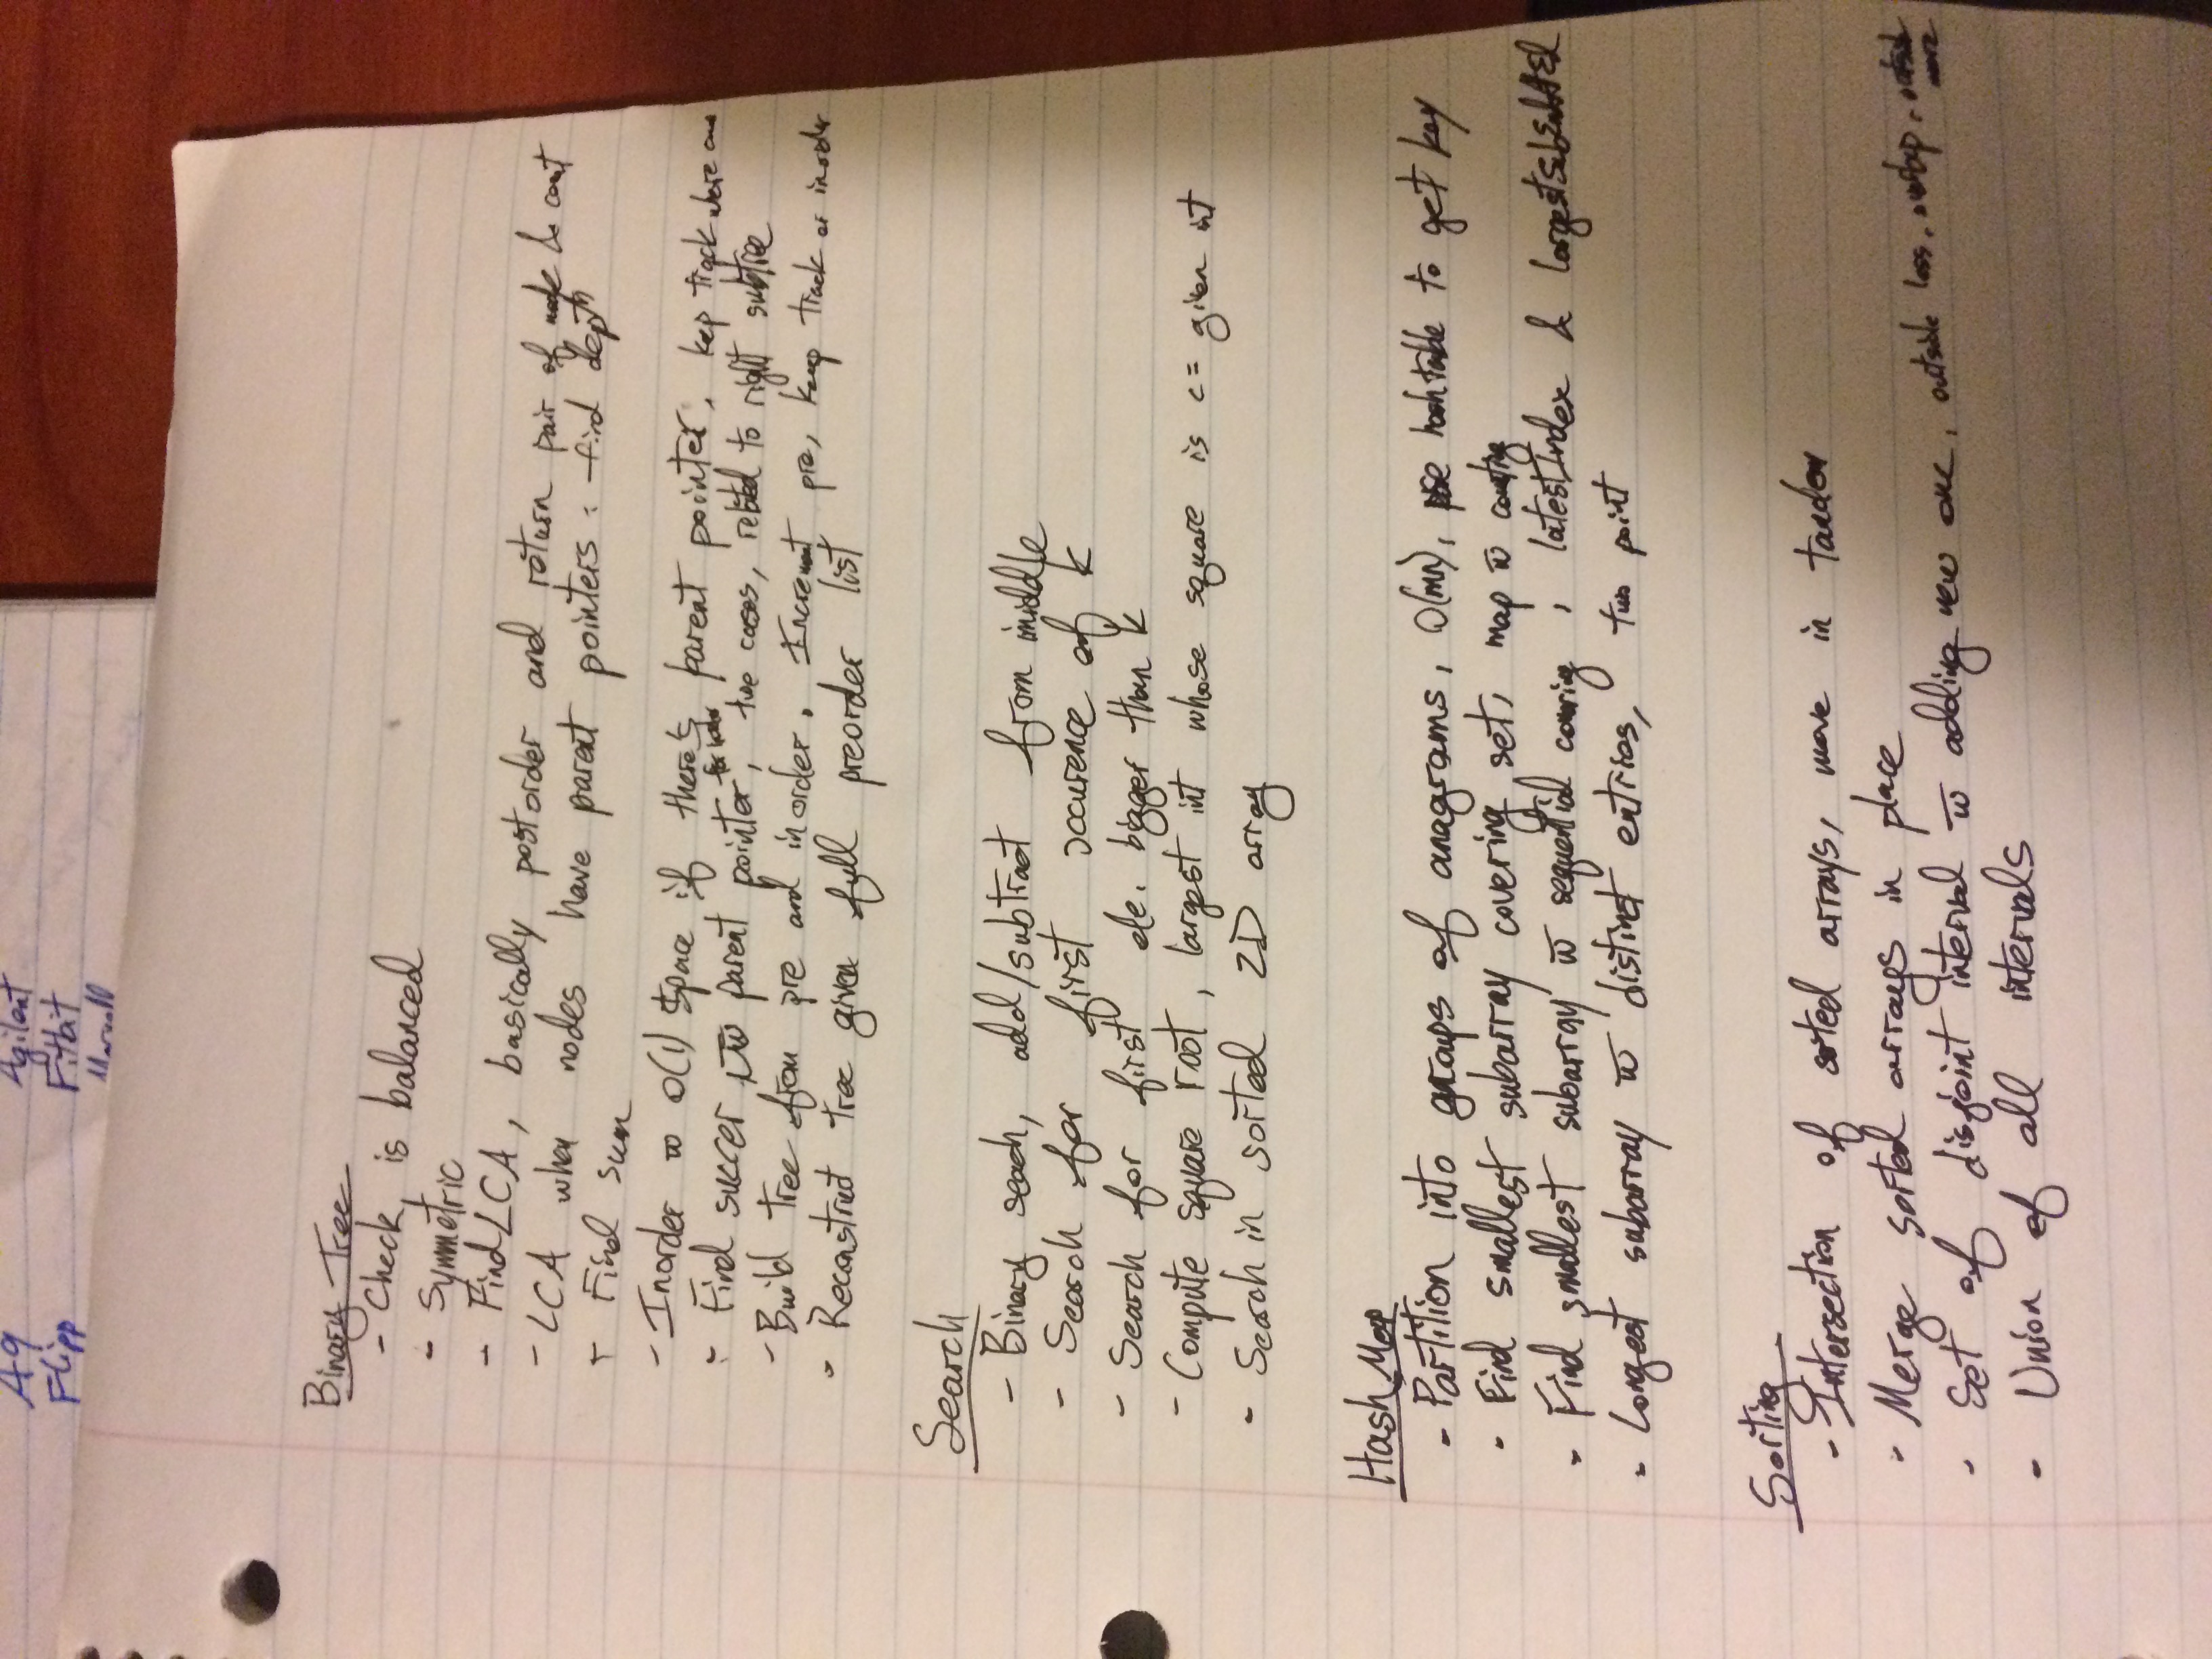 A9 Agilent
Flipp Fitbit
Marvell
Binary Tree
- Check, is balanced
- Symmetric
- Find LCA, basically postorder and return pair of node & count
- LCA when nodes have parent pointers : find depth
- Find sum
- Inorder w O(1) space if there's parent pointer, keep track where
- Find succer w parent pointer, two cases, related to right subtree
- Build tree from pre and inorder. Increment pre, keep track of inorder
- Reconstruct tree given full preorder list
Search
- Binary seach, add/subtract from middle
- Search for first occurence of k
- Search for first ele. bigger than k
- Compute square root, largest int whose square is <= given int
- Search in sorted 2D array
Hash Map
- Partition into groups of anagrams, O(mn), hashtable to get key
- Find smallest subarray covering set, map w counting
- Find smallest subarray w sequential covering, latestIndex &
- Longest subarray w distinct entries, two point
Sorting
- Intersection of sorted arrays, move in tandem
- Merge sorted arrays in place
- Set of disjoint interval w adding new one, outside less, overlap, outside
more
- Union of all intervals